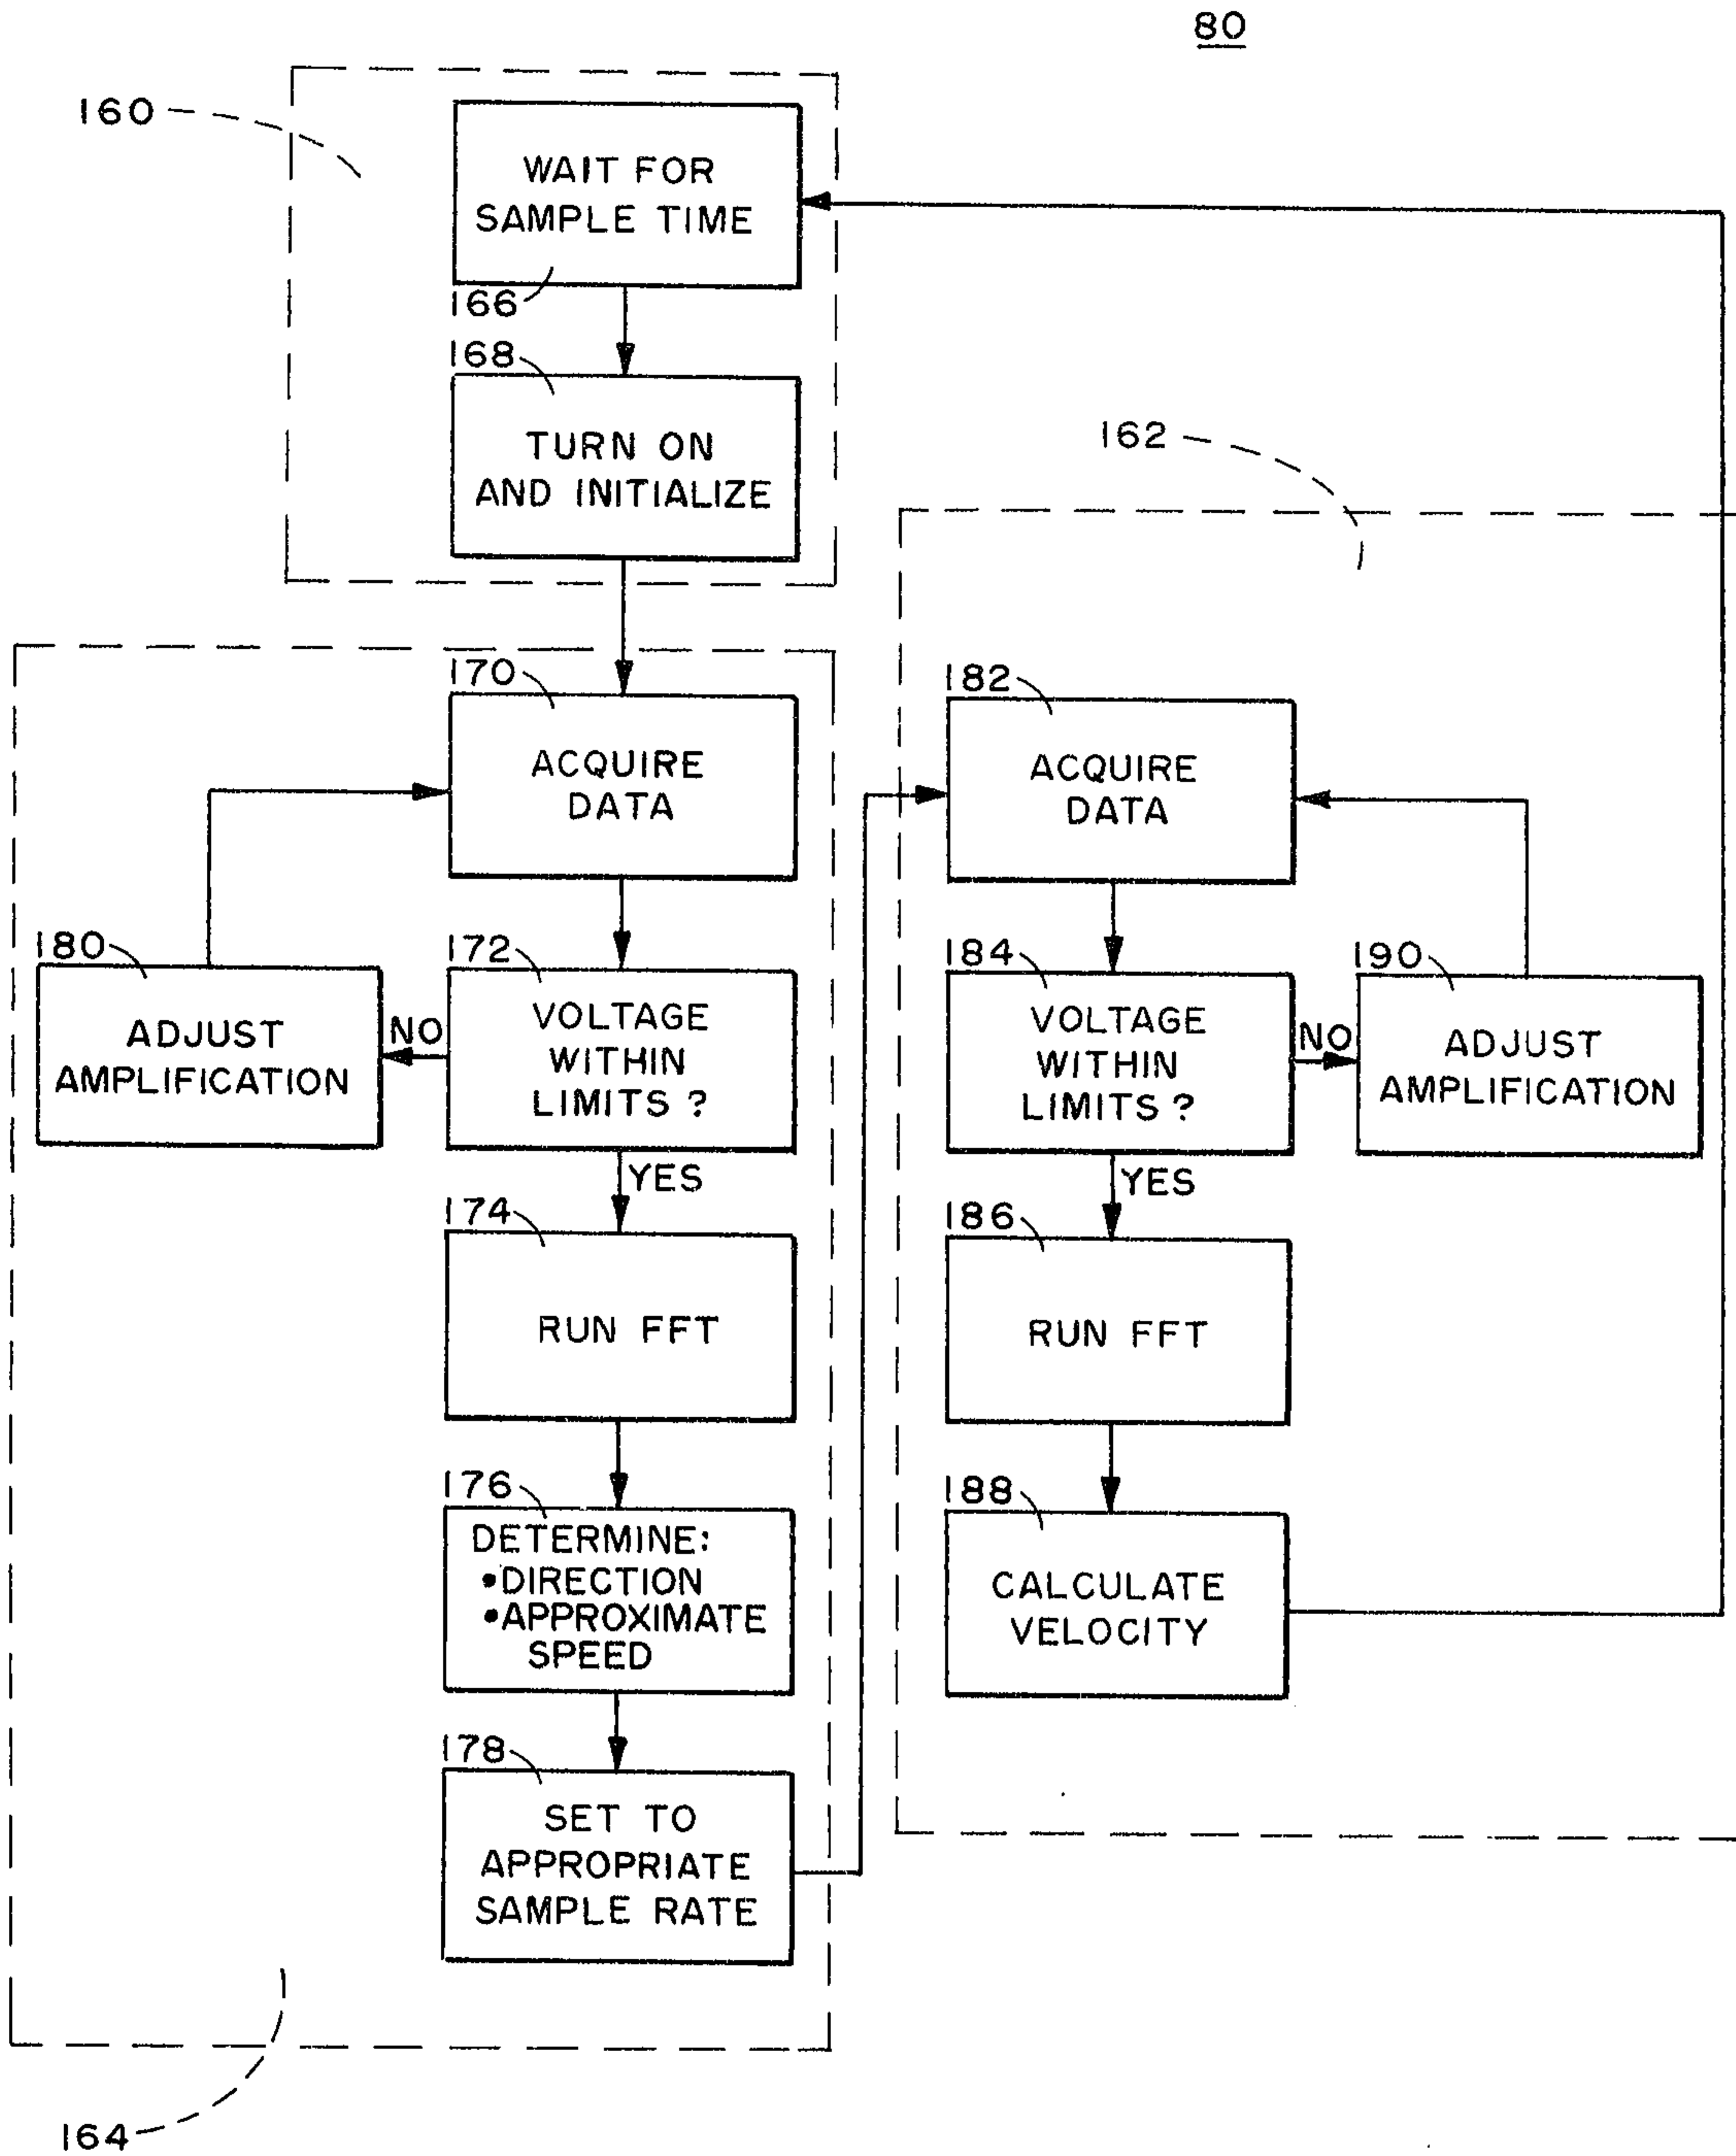 80
160
WAIT FOR
SAMPLE TIME
166
168
TURN ON
AND INITIALIZE
162
164
170
ACQUIRE
DATA
180
ADJUST
AMPLIFICATION
NO
172
VOLTAGE
WITHIN
LIMITS ?
YES
174
RUN FFT
176
DETERMINE:
•DIRECTION
•APPROXIMATE
SPEED
178
SET TO
APPROPRIATE
SAMPLE RATE
182
ACQUIRE
DATA
184
VOLTAGE
WITHIN
LIMITS ?
NO
190
ADJUST
AMPLIFICATION
YES
186
RUN FFT
188
CALCULATE
VELOCITY